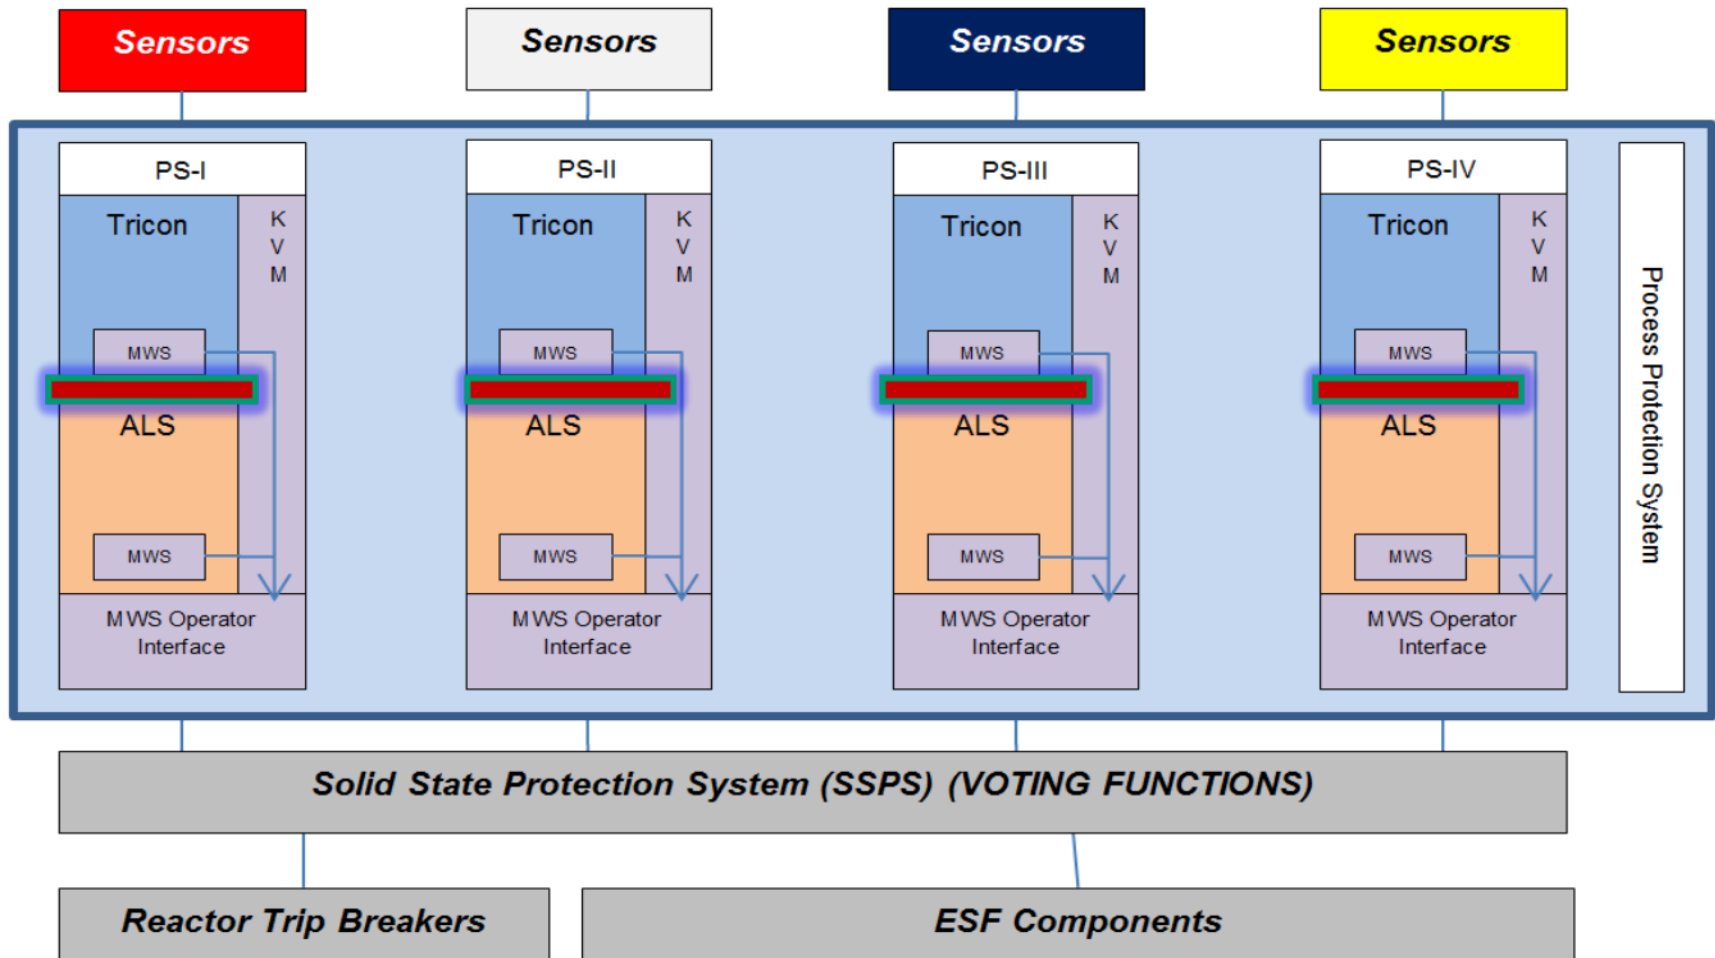 Sensors
Sensors
Sensors
Sensors
PS-I
PS-II
PS-III
PS-IV
Tricon
K
V
M
Tricon
K
V
M
Tricon
K
V
M
Tricon
K
V
M
Process Protection System
MWS
MWS
MWS
MWS
ALS
ALS
ALS
ALS
MWS
MWS
MWS
MWS
MWS Operator
Interface
MWS Operator
Interface
MWS Operator
Interface
MWS Operator
Interface
Solid State Protection System (SSPS) (VOTING FUNCTIONS)
Reactor Trip Breakers
ESF Components